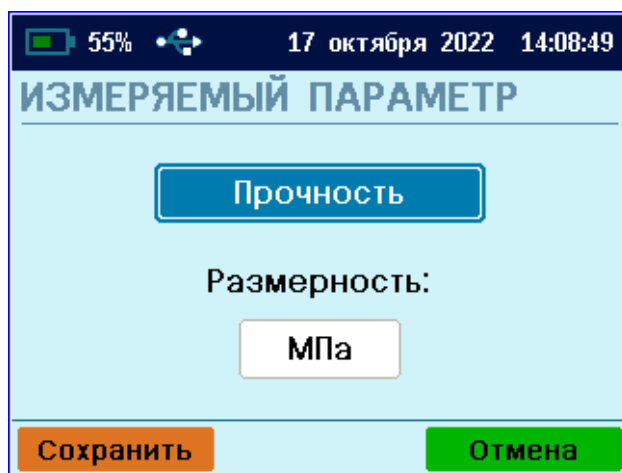 55% 17 октября 2022 14:08:49
ИЗМЕРЯЕМЫЙ ПАРАМЕТР
Прочность
Размерность:
МПа
Сохранить Отмена